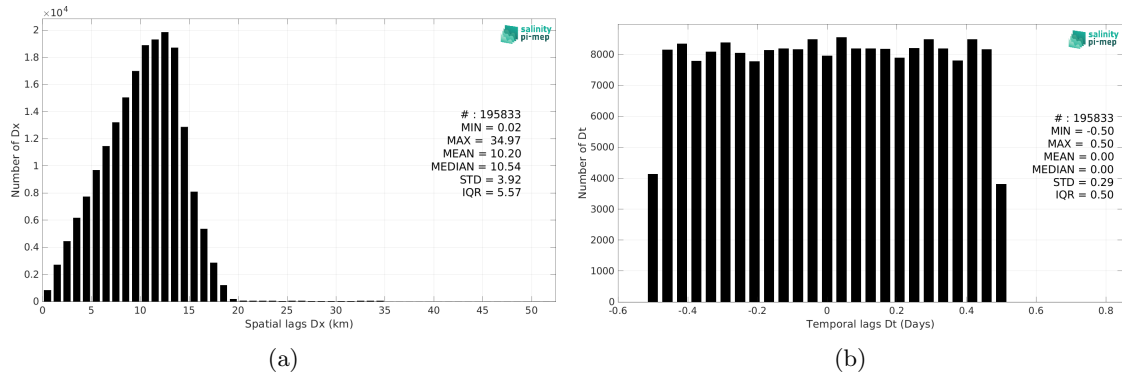 ×10⁴
2
1.8
1.6
1.4
1.2
1
0.8
0.6
0.4
0.2
0
Number of Dx
salinity
pi-mep
# : 195833
MIN = 0.02
MAX = 34.97
MEAN = 10.20
MEDIAN = 10.54
STD = 3.92
IQR = 5.57
0 5 10 15 20 25 30 35 40 45 50
Spatial lags Dx (km)
(a)
8000
7000
6000
5000
4000
3000
2000
1000
0
Number of Dt
salinity
pi-mep
# : 195833
MIN = -0.50
MAX = 0.50
MEAN = 0.00
MEDIAN = 0.00
STD = 0.29
IQR = 0.50
-0.6 -0.4 -0.2 0 0.2 0.4 0.6 0.8
Temporal lags Dt (Days)
(b)